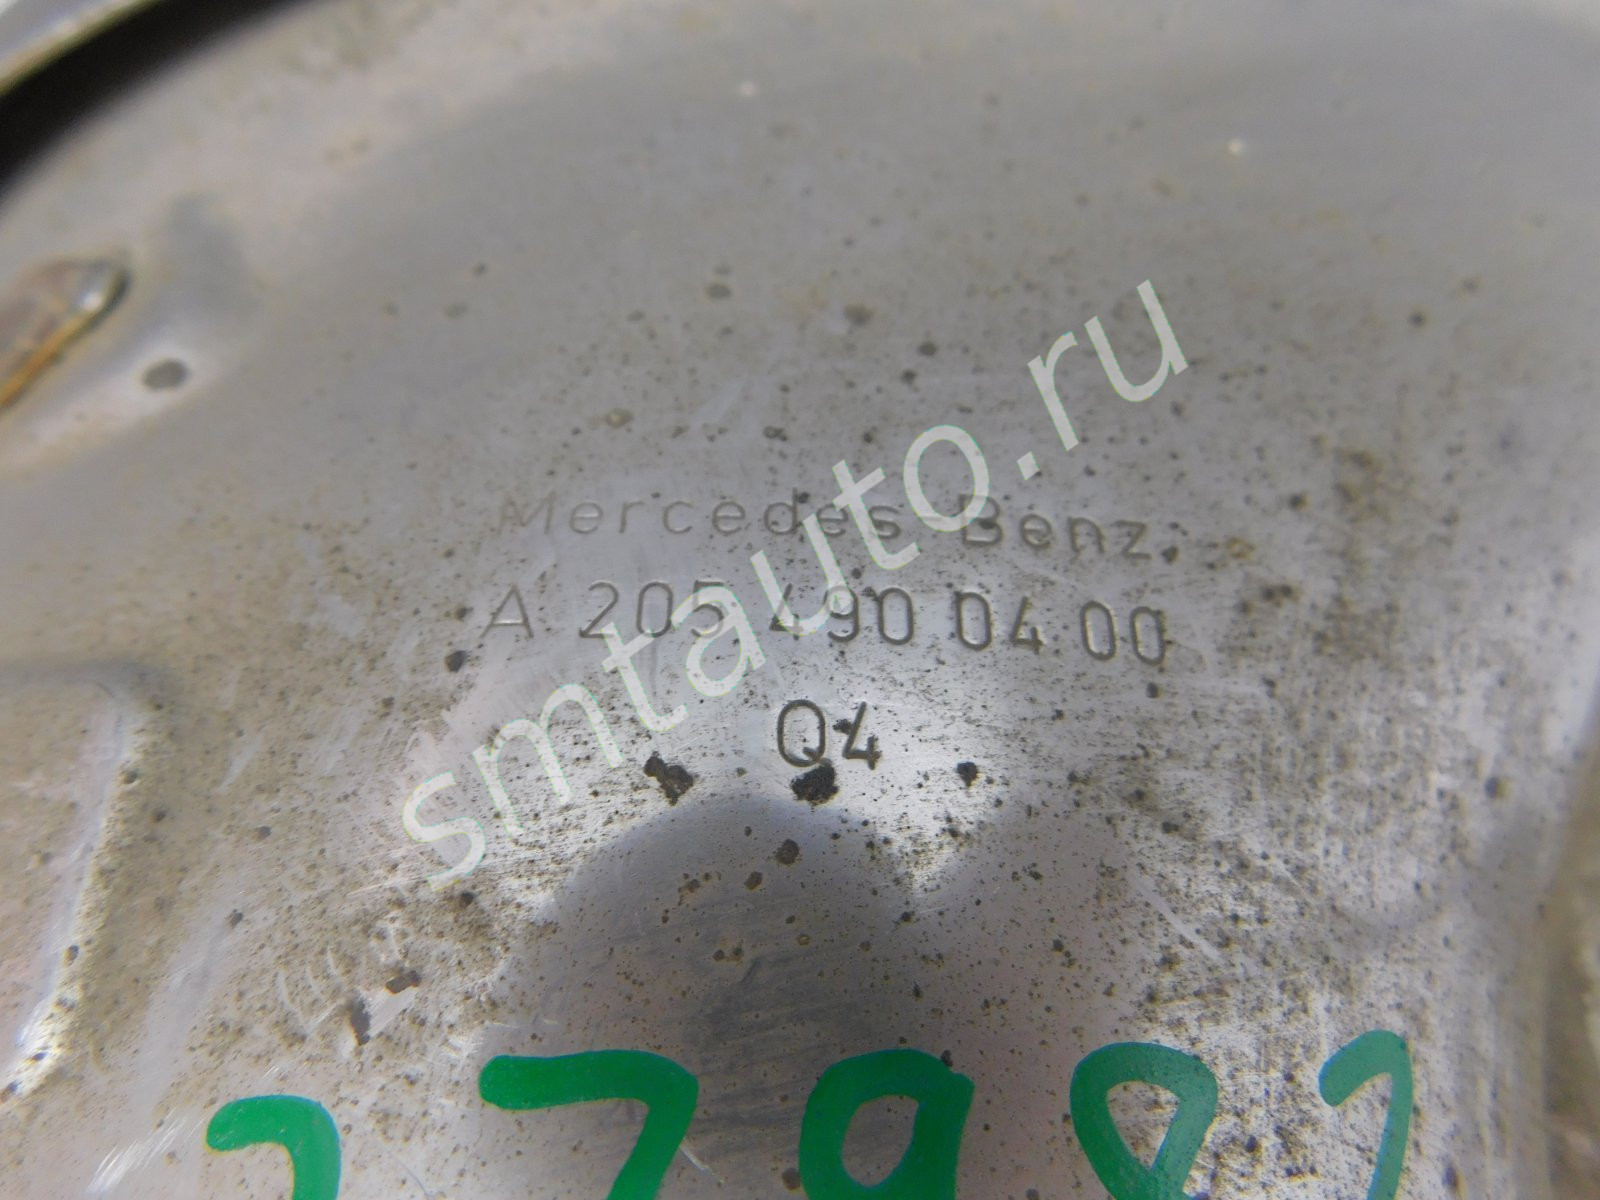 Mercedes Benz
A 205 490 04 00
Q4
smtauto.ru